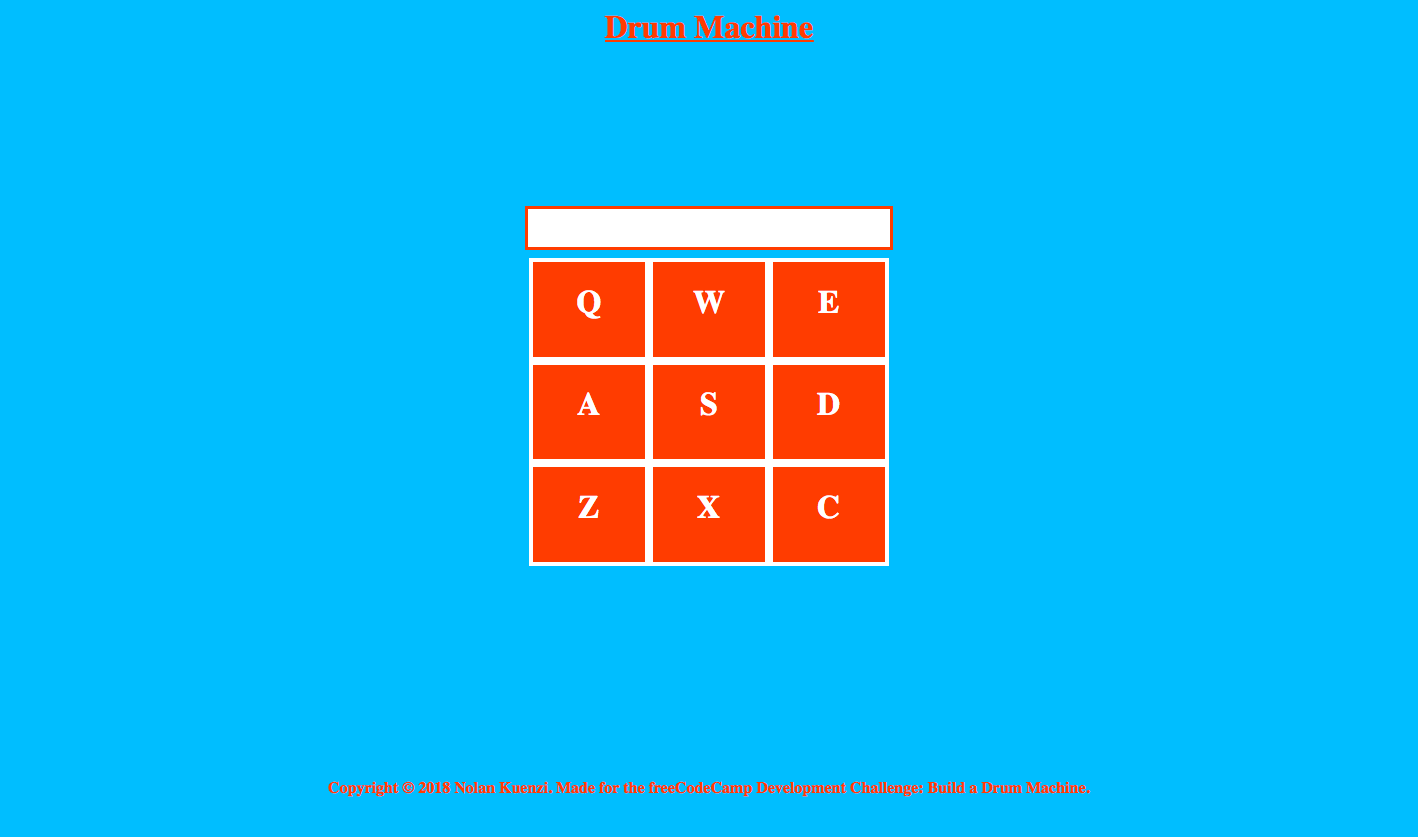 Drum Machine
Q W E
A S D
Z X C
Copyright © 2018 Nolan Kuenzi. Made for the freeCodeCamp Development Challenge: Build a Drum Machine.